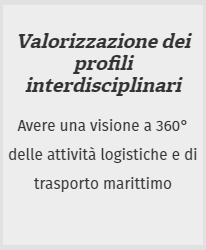 Valorizzazione dei
profili
interdisciplinari
Avere una visione a 360°
delle attività logistiche e di
trasporto marittimo